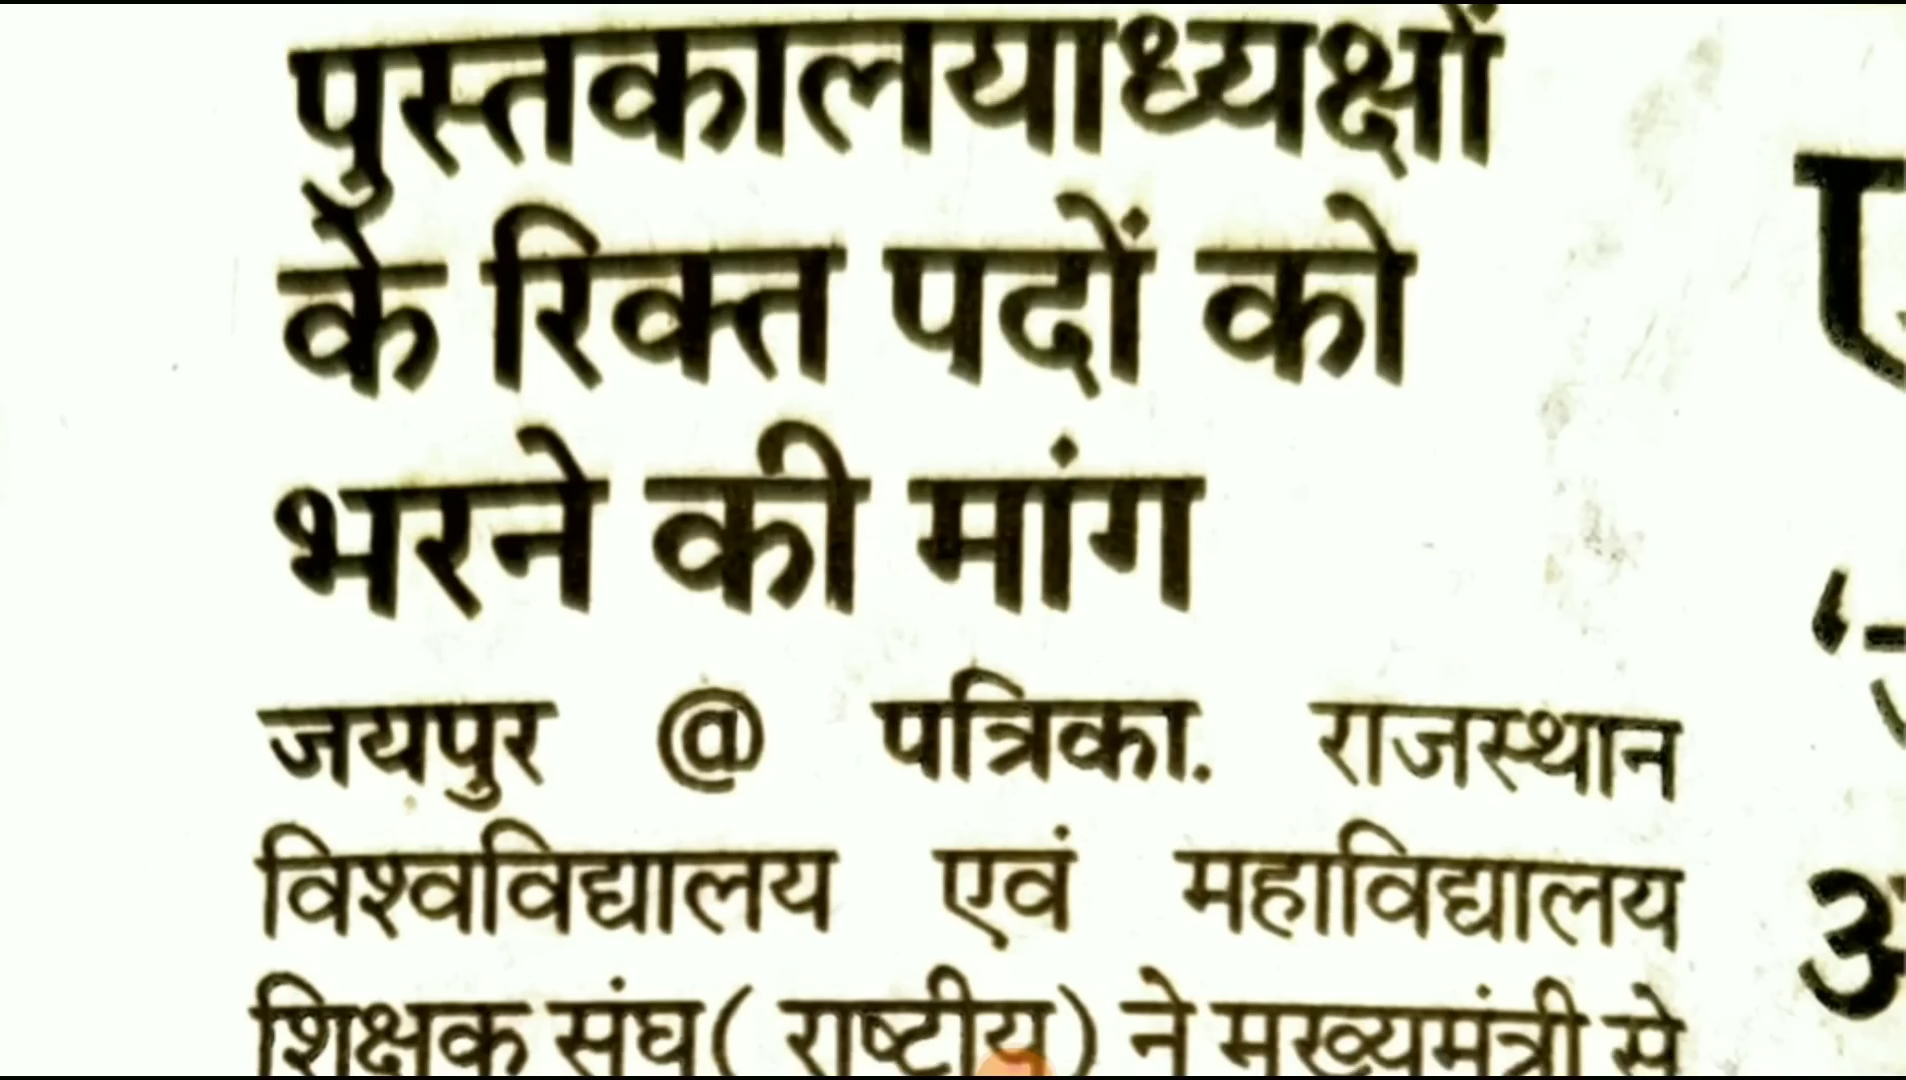 पुस्तकालयाध्यक्षों
के रिक्त पदों को
भरने की मांग
जयपुर @ पत्रिका. राजस्थान
विश्वविद्यालय एवं महाविद्यालय
शिक्षक संघ( राष्टीय) ने मुख्यमंत्री से